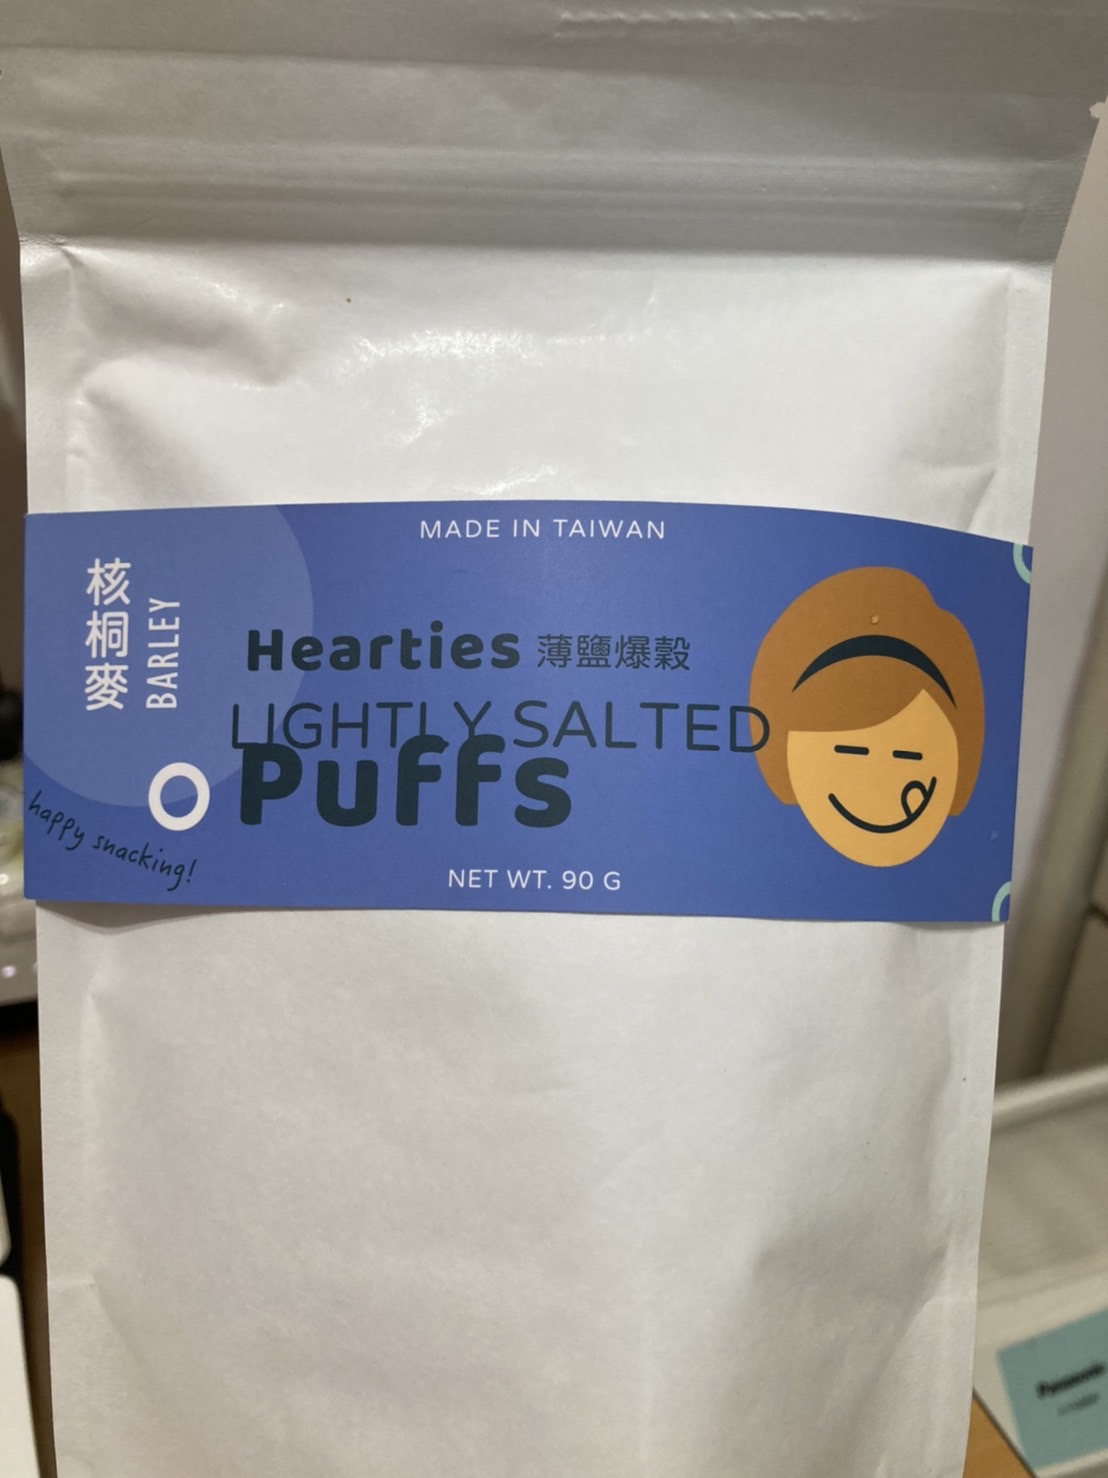 MADE IN TAIWAN
核桐麥
BARLEY
Hearties 薄鹽爆穀
LIGHTLY SALTED
Puffs
happy snacking!
NET WT. 90 G
Panasonic